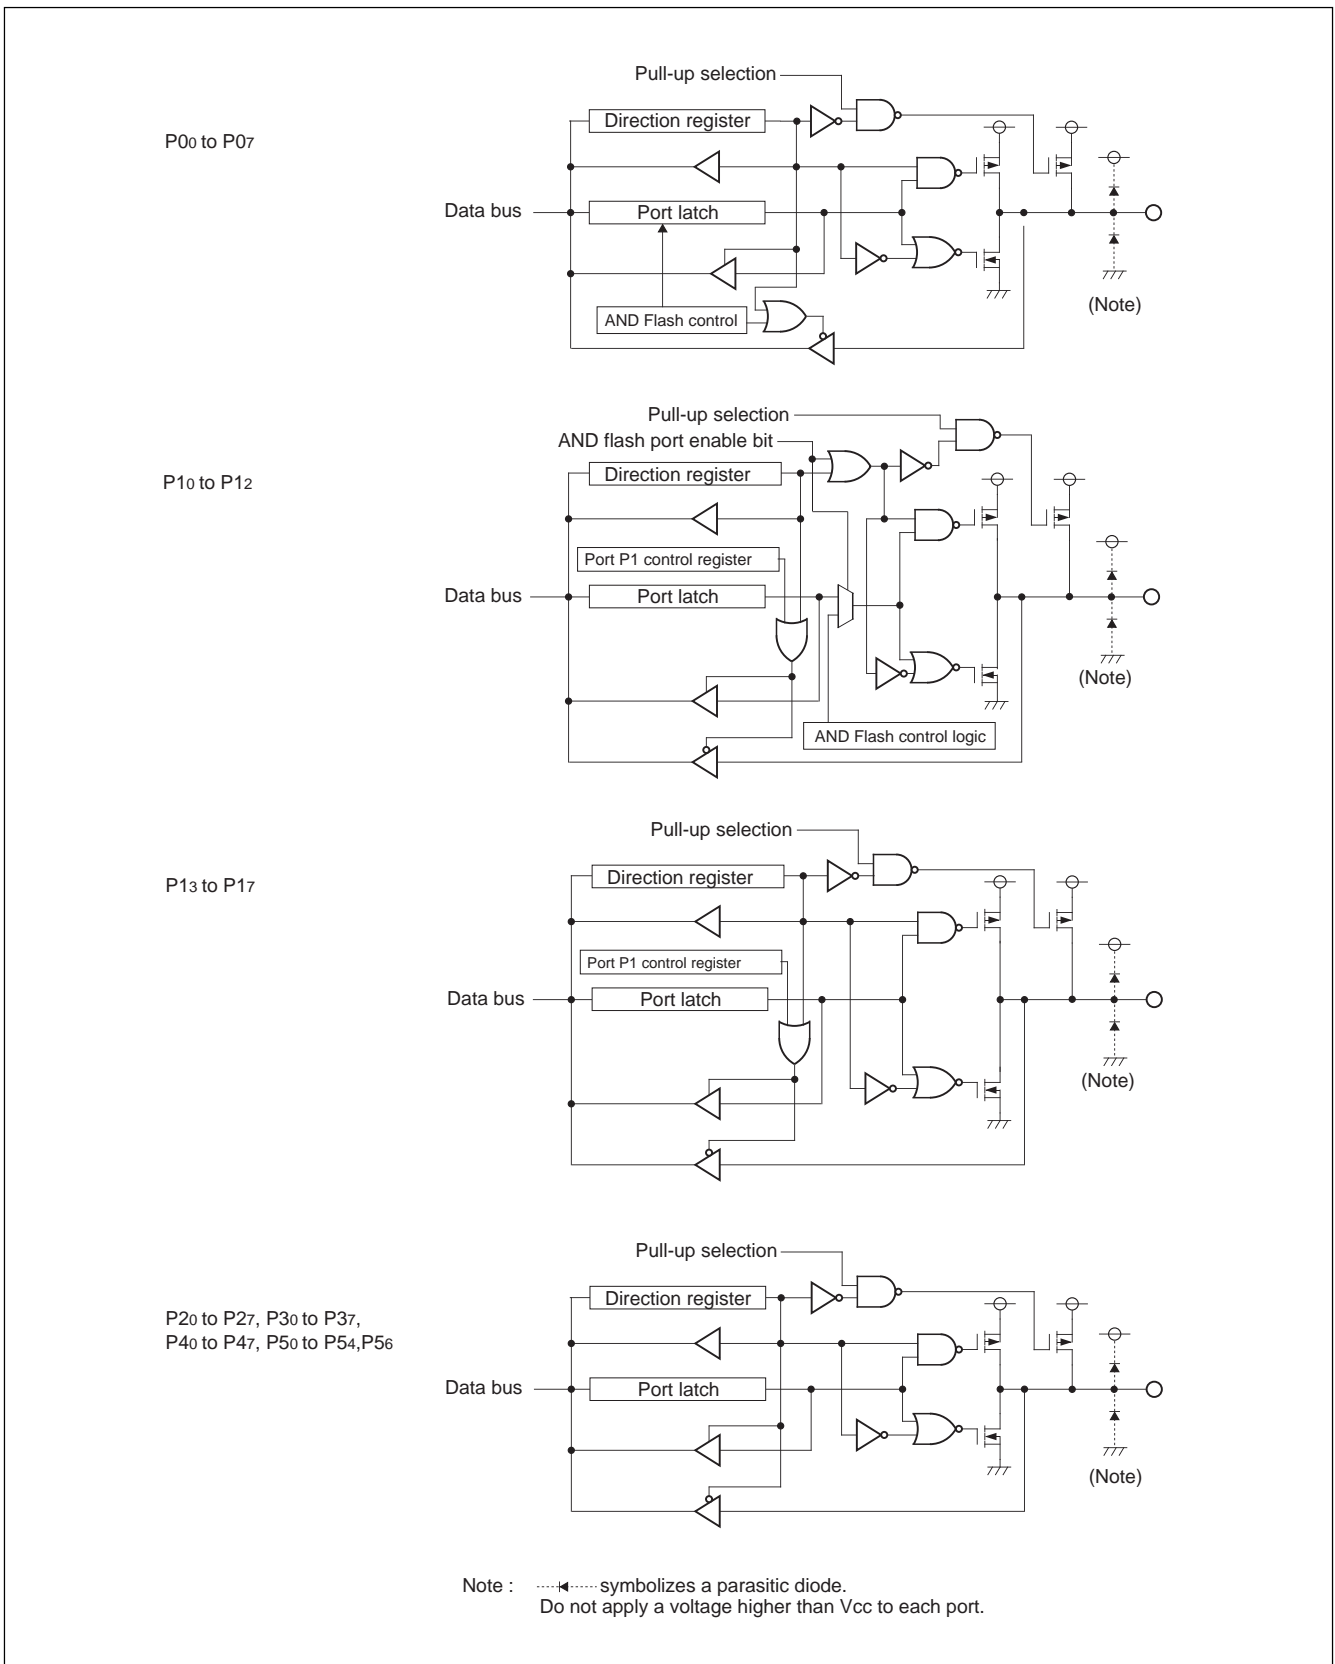 Pull-up selection
Direction register
P00 to P07
Data bus
Port latch
AND Flash control
(Note)
Pull-up selection
AND flash port enable bit
Direction register
P10 to P12
Port P1 control register
Data bus
Port latch
(Note)
AND Flash control logic
Pull-up selection
Direction register
P13 to P17
Port P1 control register
Data bus
Port latch
(Note)
Pull-up selection
Direction register
P20 to P27, P30 to P37,
P40 to P47, P50 to P54,P56
Data bus
Port latch
(Note)
Note : symbolizes a parasitic diode.
Do not apply a voltage higher than Vcc to each port.